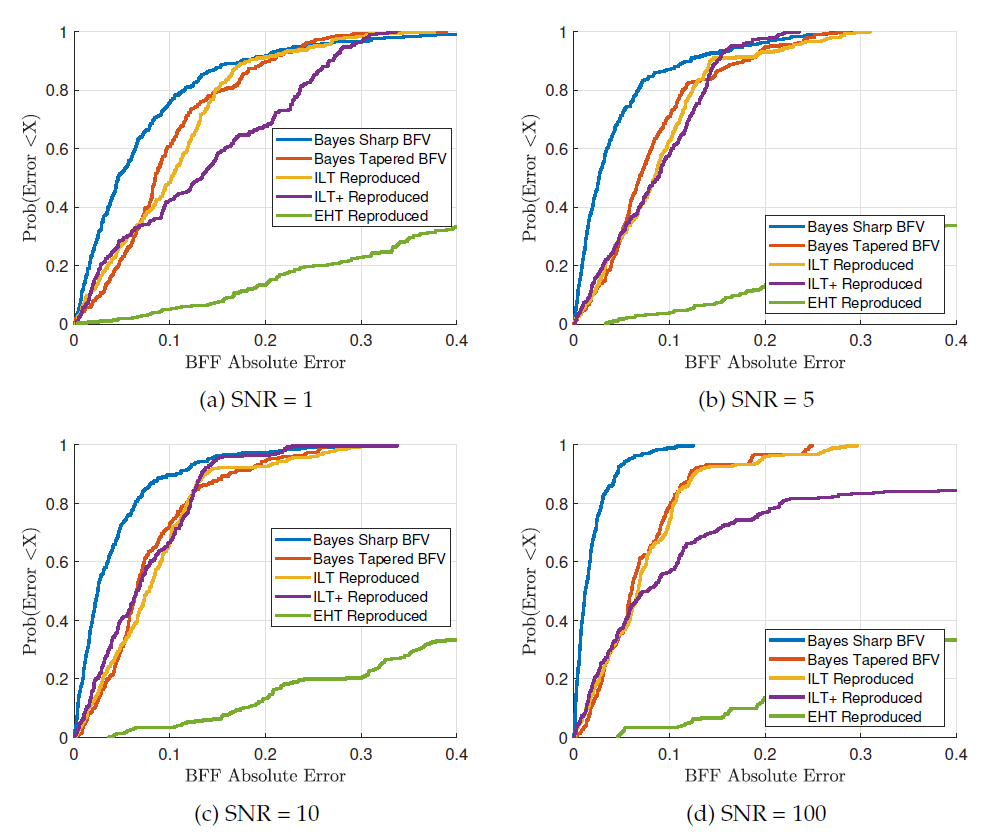 1
0.8
0.6
0.4
0.2
0
0 0.1 0.2 0.3 0.4
Prob(Error <X)
BFF Absolute Error
Bayes Sharp BFV
Bayes Tapered BFV
ILT Reproduced
ILT+ Reproduced
EHT Reproduced
(a) SNR = 1
1
0.8
0.6
0.4
0.2
0
0 0.1 0.2 0.3 0.4
Prob(Error <X)
BFF Absolute Error
Bayes Sharp BFV
Bayes Tapered BFV
ILT Reproduced
ILT+ Reproduced
EHT Reproduced
(b) SNR = 5
1
0.8
0.6
0.4
0.2
0
0 0.1 0.2 0.3 0.4
Prob(Error <X)
BFF Absolute Error
Bayes Sharp BFV
Bayes Tapered BFV
ILT Reproduced
ILT+ Reproduced
EHT Reproduced
(c) SNR = 10
1
0.8
0.6
0.4
0.2
0
0 0.1 0.2 0.3 0.4
Prob(Error <X)
BFF Absolute Error
Bayes Sharp BFV
Bayes Tapered BFV
ILT Reproduced
ILT+ Reproduced
EHT Reproduced
(d) SNR = 100